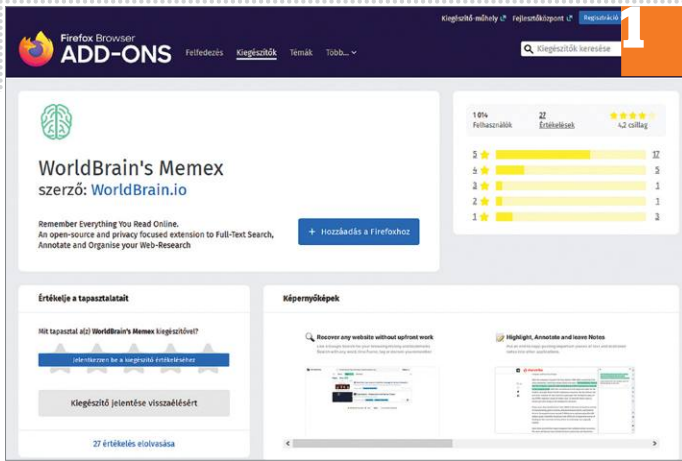 Kiegészítő-műhely Fejlesztőközpont Regisztráció
1
Firefox Browser
ADD-ONS
Felfedezés Kiegészítők Témák Több...
Kiegészítők keresése
WorldBrain's Memex
szerző: WorldBrain.io
Remember Everything You Read Online.
An open-source and privacy focused extension to Full-Text Search,
Annotate and Organise your Web-Research
+ Hozzáadás a Firefoxhoz
1 014 27
Felhasználók Értékelések 4,2 csillag
5 17
4 5
3 1
2 1
1 3
Értékelje a tapasztalatait
Mit tapasztal a(z) WorldBrain's Memex kiegészítővel?
Jelentkezzen be a kiegészítő értékeléséhez
Kiegészítő jelentése visszaélésért
27 értékelés elolvasása
Képernyőképek
Recover any website without upfront work
Highlight, Annotate and leave Notes